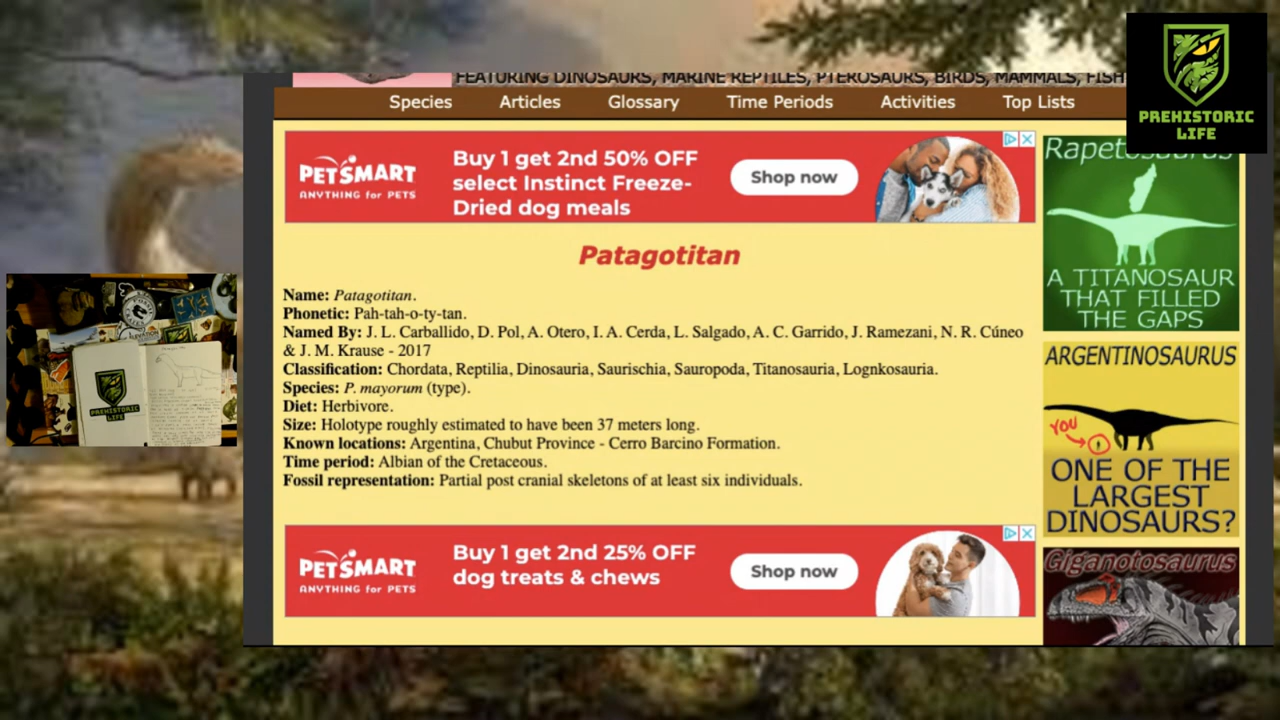 FEATURING DINOSAURS, MARINE REPTILES, PTEROSAURS, BIRDS, MAMMALS, FISH
Species Articles Glossary Time Periods Activities Top Lists
PREHISTORIC
LIFE
PETSMART
ANYTHING for PETS
Buy 1 get 2nd 50% OFF
select Instinct Freeze-
Dried dog meals
Shop now
Patagotitan
Name: Patagotitan.
Phonetic: Pah-tah-o-ty-tan.
Named By: J. L. Carballido, D. Pol, A. Otero, I. A. Cerda, L. Salgado, A. C. Garrido, J. Ramezani, N. R. Cúneo
& J. M. Krause - 2017
Classification: Chordata, Reptilia, Dinosauria, Saurischia, Sauropoda, Titanosauria, Lognkosauria.
Species: P. mayorum (type).
Diet: Herbivore.
Size: Holotype roughly estimated to have been 37 meters long.
Known locations: Argentina, Chubut Province - Cerro Barcino Formation.
Time period: Albian of the Cretaceous.
Fossil representation: Partial post cranial skeletons of at least six individuals.
PETSMART
ANYTHING for PETS
Buy 1 get 2nd 25% OFF
dog treats & chews
Shop now
Rapetosaurus
A TITANOSAUR
THAT FILLED
THE GAPS
ARGENTINOSAURUS
YOU
ONE OF THE
LARGEST
DINOSAURS?
Giganotosaurus
PREHISTORIC
LIFE